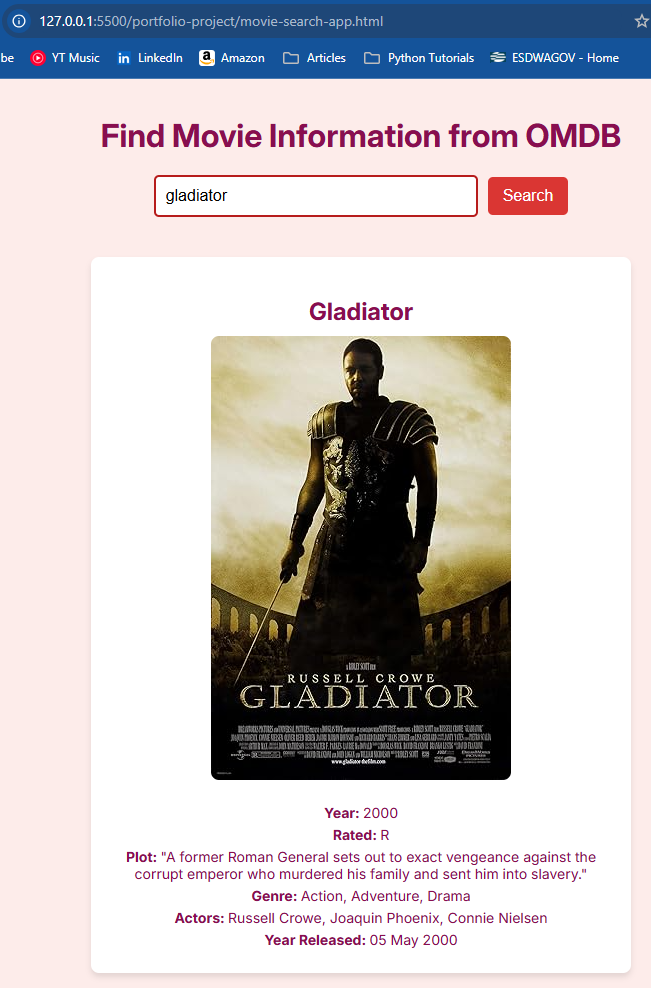 127.0.0.1:5500/portfolio-project/movie-search-app.html
be YT Music LinkedIn Amazon Articles Python Tutorials ESDWAGOV - Home
Find Movie Information from OMDB
gladiator Search
Gladiator
A RIDLEY SCOTT FILM
RUSSELL CROWE
GLADIATOR
www.gladiator-thefilm.com
Year: 2000
Rated: R
Plot: "A former Roman General sets out to exact vengeance against the
corrupt emperor who murdered his family and sent him into slavery."
Genre: Action, Adventure, Drama
Actors: Russell Crowe, Joaquin Phoenix, Connie Nielsen
Year Released: 05 May 2000